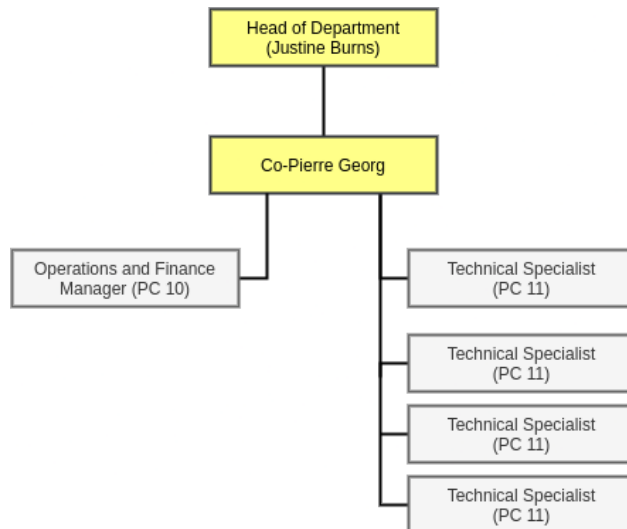 Head of Department
(Justine Burns)
Co-Pierre Georg
Operations and Finance
Manager (PC 10)
Technical Specialist
(PC 11)
Technical Specialist
(PC 11)
Technical Specialist
(PC 11)
Technical Specialist
(PC 11)